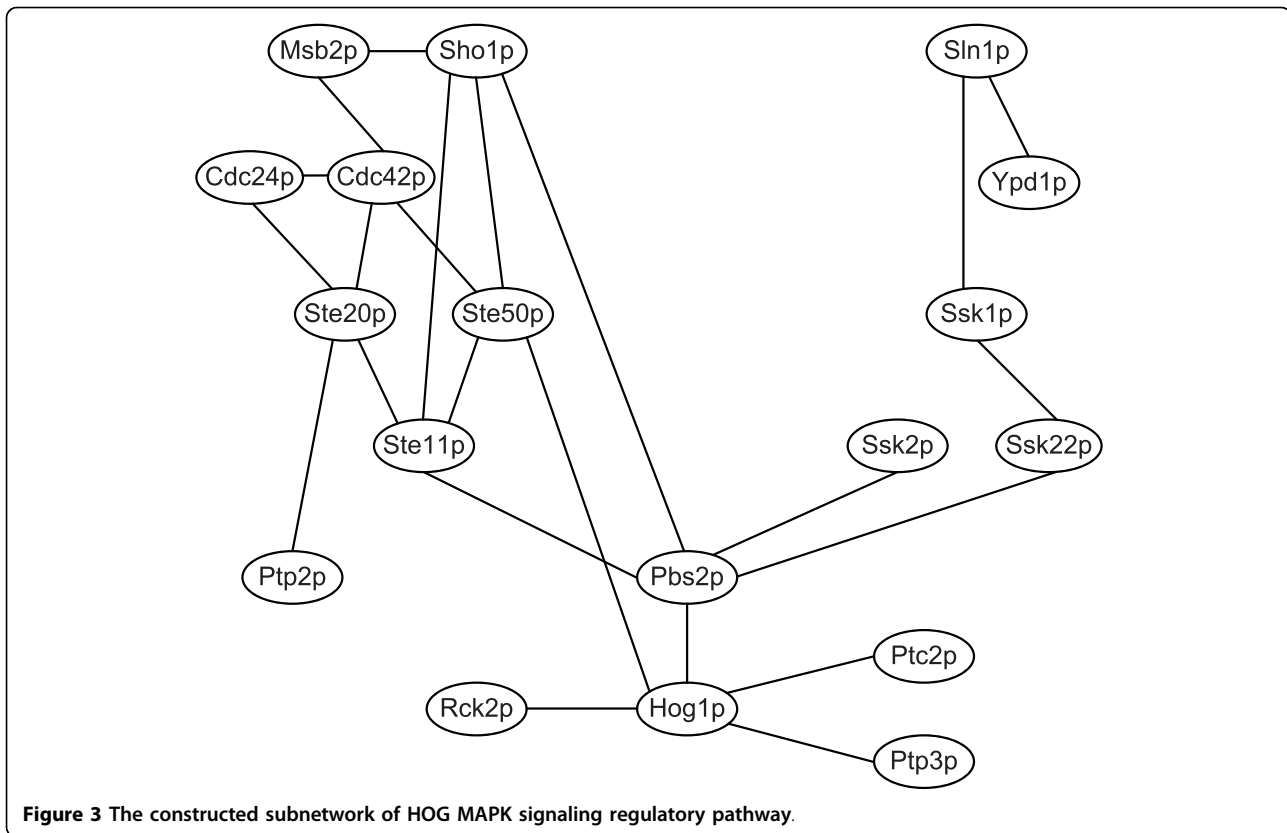 Msb2p
Sho1p
Sln1p
Cdc24p
Cdc42p
Ypd1p
Ste20p
Ste50p
Ssk1p
Ste11p
Ssk2p
Ssk22p
Ptp2p
Pbs2p
Ptc2p
Rck2p
Hog1p
Ptp3p
Figure 3 The constructed subnetwork of HOG MAPK signaling regulatory pathway.